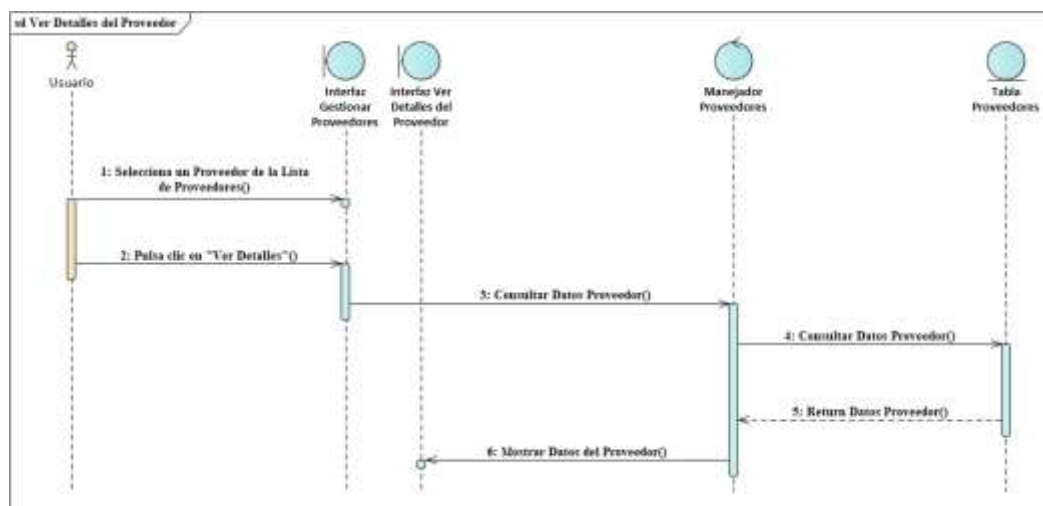 sd Ver Detalles del Proveedor
Usuario
Interfaz
Gestionar
Proveedores
Interfaz Ver
Detalles del
Proveedor
Manejador
Proveedores
Tabla
Proveedores
1: Selecciona un Proveedor de la Lista
de Proveedores()
2: Pulsa clic en "Ver Detalles"()
3: Consultar Datos Proveedor()
4: Consultar Datos Proveedor()
5: Return Datos Proveedor()
6: Mostrar Datos del Proveedor()